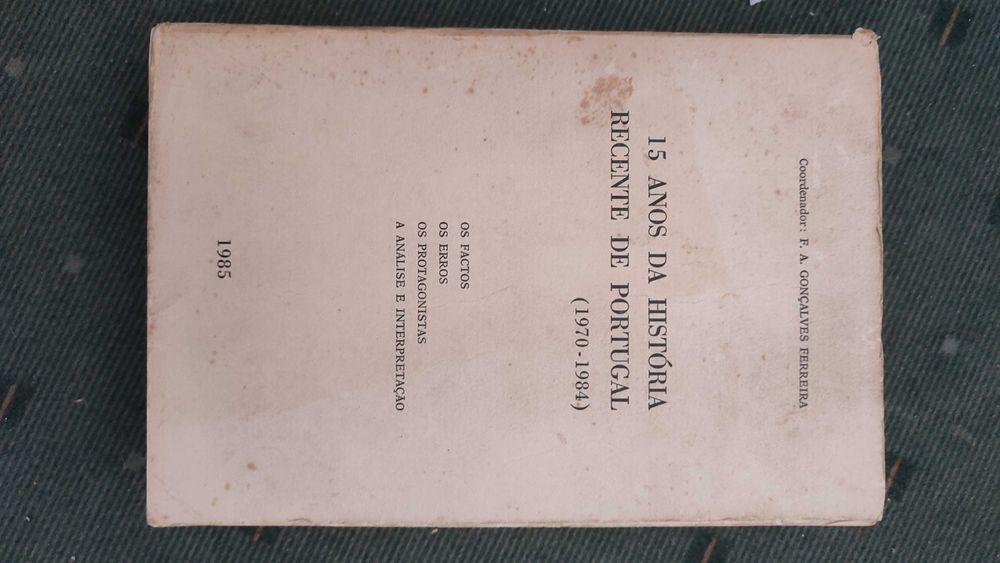 Coordenador: F. A. GONÇALVES FERREIRA
15 ANOS DA HISTÓRIA
RECENTE DE PORTUGAL
(1970-1984)
OS FACTOS
OS ERROS
OS PROTAGONISTAS
A ANÁLISE E INTERPRETAÇÃO
1985